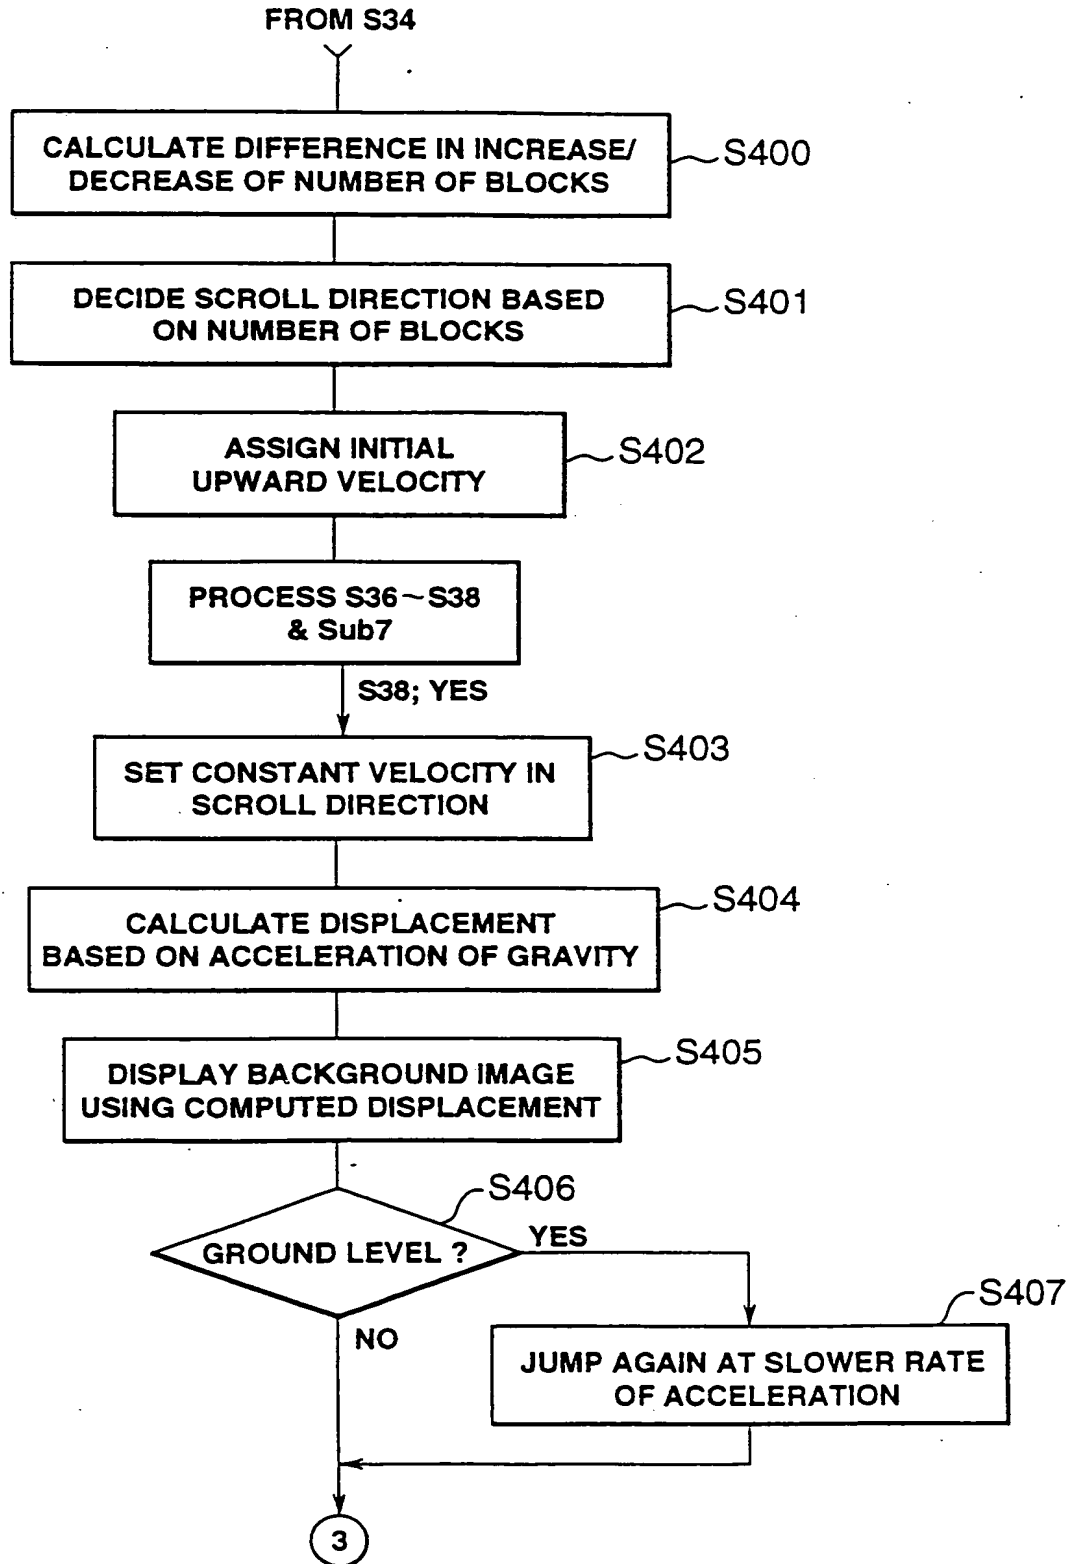 FROM S34
CALCULATE DIFFERENCE IN INCREASE/
DECREASE OF NUMBER OF BLOCKS
S400
DECIDE SCROLL DIRECTION BASED
ON NUMBER OF BLOCKS
S401
ASSIGN INITIAL
UPWARD VELOCITY
S402
PROCESS S36~S38
& Sub7
S38; YES
SET CONSTANT VELOCITY IN
SCROLL DIRECTION
S403
CALCULATE DISPLACEMENT
BASED ON ACCELERATION OF GRAVITY
S404
DISPLAY BACKGROUND IMAGE
USING COMPUTED DISPLACEMENT
S405
GROUND LEVEL ?
S406
YES
NO
JUMP AGAIN AT SLOWER RATE
OF ACCELERATION
S407
3